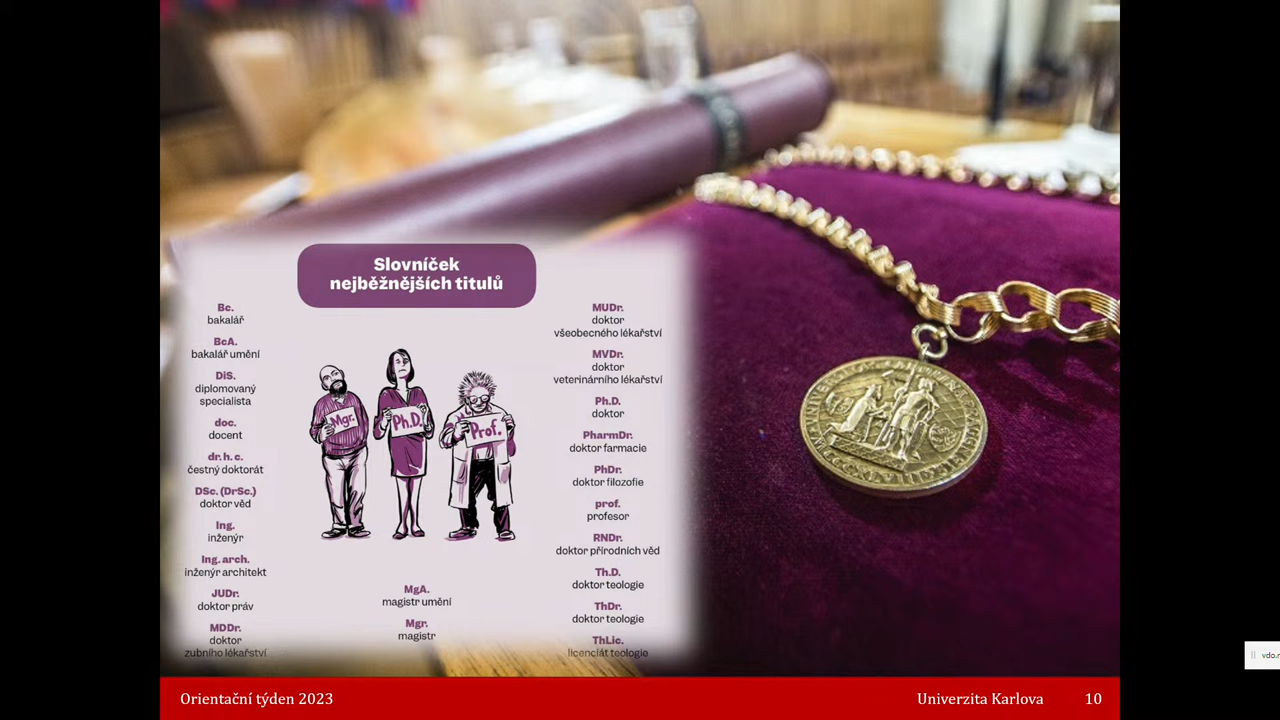 Slovníček
nejběžnějších titulů
Bc.
bakalář
BcA.
bakalář umění
DiS.
diplomovaný
specialista
doc.
docent
dr. h. c.
čestný doktorát
DSc. (DrSc.)
doktor věd
Ing.
inženýr
Ing. arch.
inženýr architekt
JUDr.
doktor práv
MDDr.
doktor
zubního lékařství
Mgr.
Ph.D.
Prof.
MgA.
magistr umění
Mgr.
magistr
MUDr.
doktor
všeobecného lékařství
MVDr.
doktor
veterinárního lékařství
Ph.D.
doktor
PharmDr.
doktor farmacie
PhDr.
doktor filozofie
prof.
profesor
RNDr.
doktor přírodních věd
Th.D.
doktor teologie
ThDr.
doktor teologie
ThLic.
licenciát teologie
Orientační týden 2023
Univerzita Karlova
10